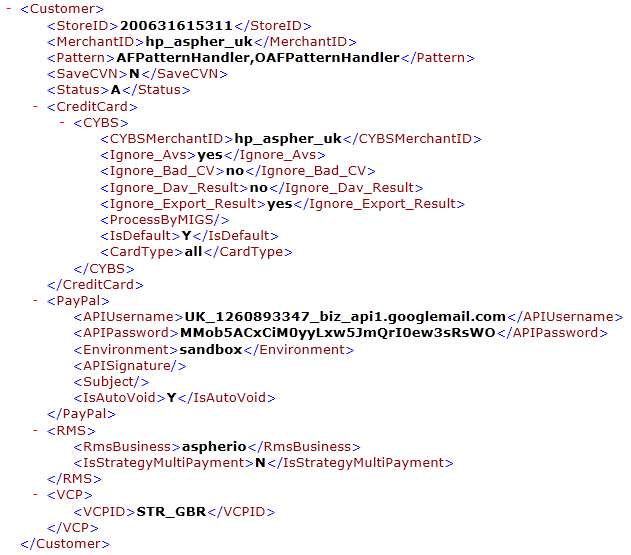 - <Customer>
<StoreID>200631615311</StoreID>
<MerchantID>hp_aspher_uk</MerchantID>
<Pattern>AFPatternHandler,OAFPatternHandler</Pattern>
<SaveCVN>N</SaveCVN>
<Status>A</Status>
- <CreditCard>
- <CYBS>
<CYBSMerchantID>hp_aspher_uk</CYBSMerchantID>
<Ignore_Avs>yes</Ignore_Avs>
<Ignore_Bad_CV>no</Ignore_Bad_CV>
<Ignore_Dav_Result>no</Ignore_Dav_Result>
<Ignore_Export_Result>yes</Ignore_Export_Result>
<ProcessByMIGS/>
<IsDefault>Y</IsDefault>
<CardType>all</CardType>
</CYBS>
</CreditCard>
- <PayPal>
<APIUsername>UK_1260893347_biz_api1.googlemail.com</APIUsername>
<APIPassword>MMob5ACxCiM0yyLxw5JmQrI0ew3sRsWO</APIPassword>
<Environment>sandbox</Environment>
<APISignature/>
<Subject/>
<IsAutoVoid>Y</IsAutoVoid>
</PayPal>
- <RMS>
<RmsBusiness>aspherio</RmsBusiness>
<IsStrategyMultiPayment>N</IsStrategyMultiPayment>
</RMS>
- <VCP>
<VCPID>STR_GBR</VCPID>
</VCP>
</Customer>